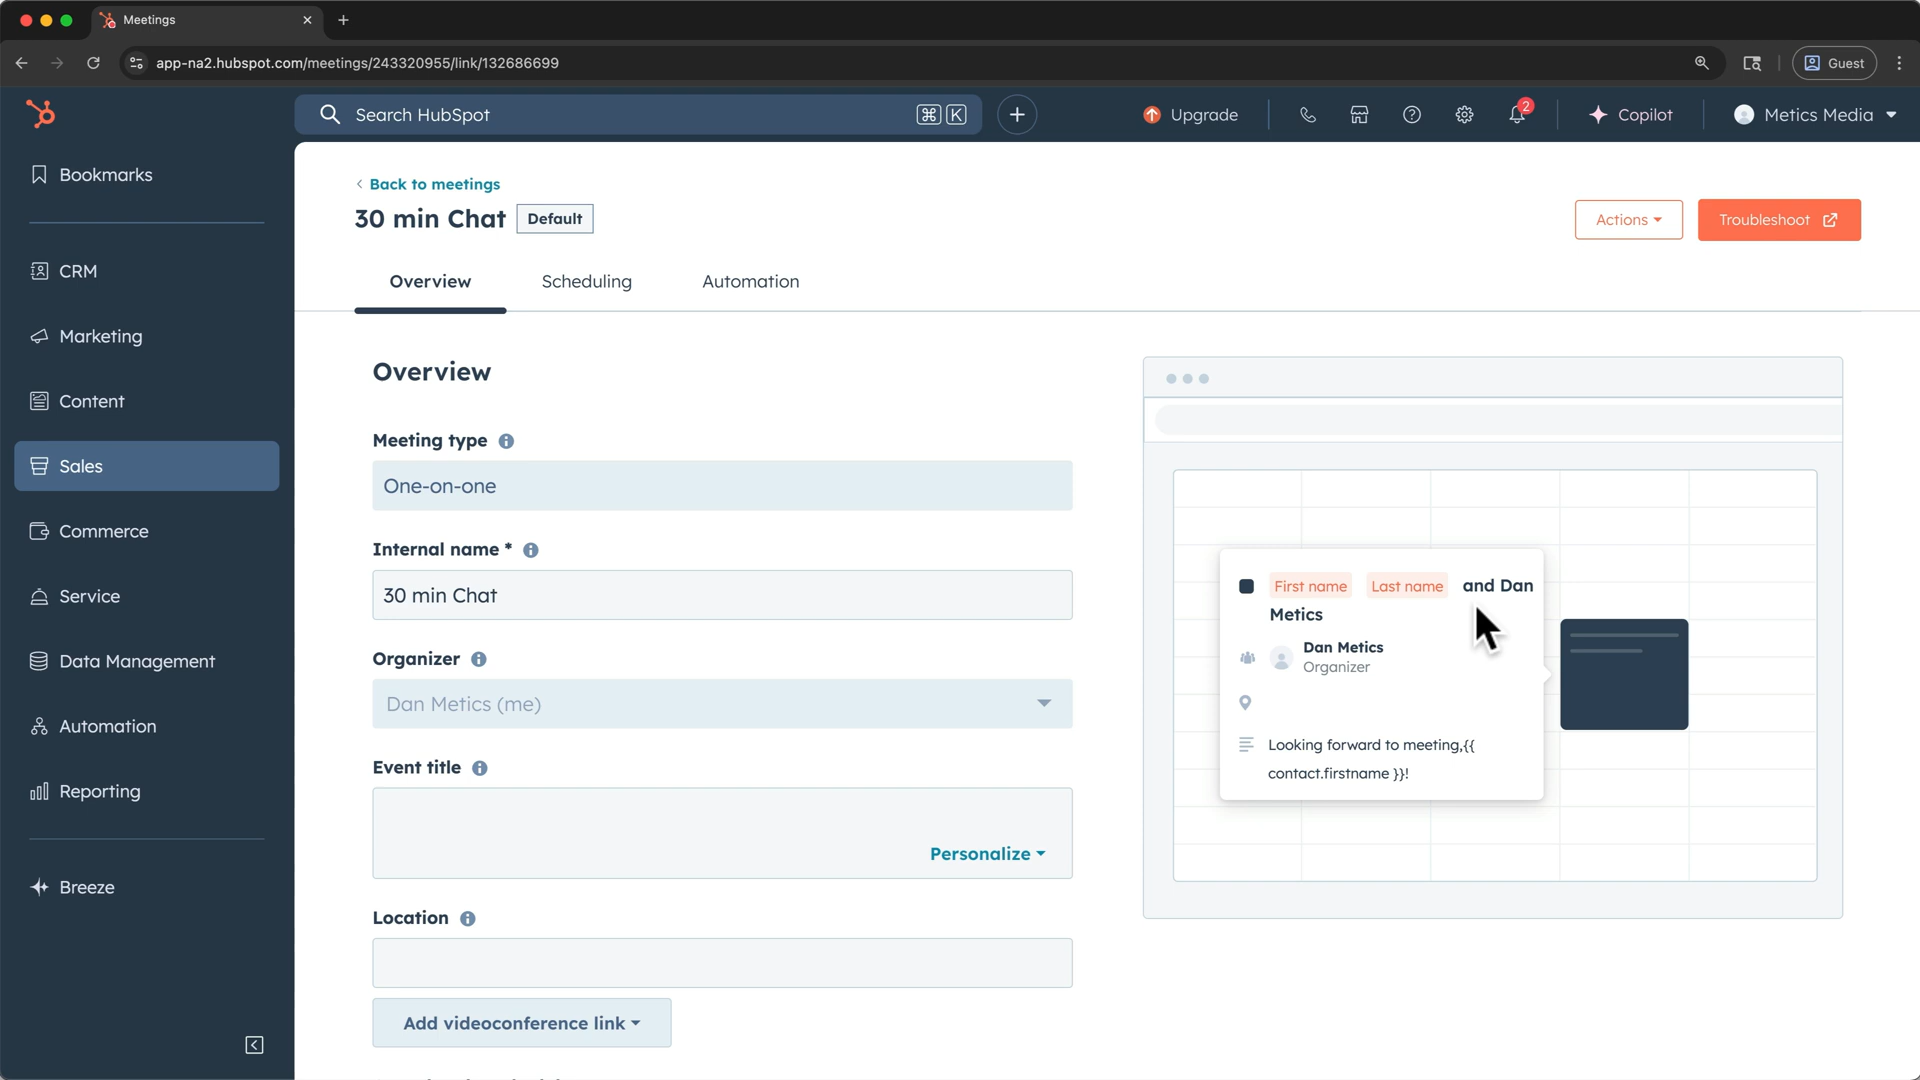 Meetings
app-na2.hubspot.com/meetings/243320955/link/132686699
Guest
Search HubSpot
⌘ K
Upgrade
2
Copilot
Metics Media
Bookmarks
CRM
Marketing
Content
Sales
Commerce
Service
Data Management
Automation
Reporting
Breeze
Back to meetings
30 min Chat
Default
Actions
Troubleshoot
Overview
Scheduling
Automation
Overview
Meeting type
One-on-one
Internal name *
30 min Chat
Organizer
Dan Metics (me)
Event title
Personalize
Location
Add videoconference link
First name Last name and Dan
Metics
Dan Metics
Organizer
Looking forward to meeting,{{
contact.firstname }}!